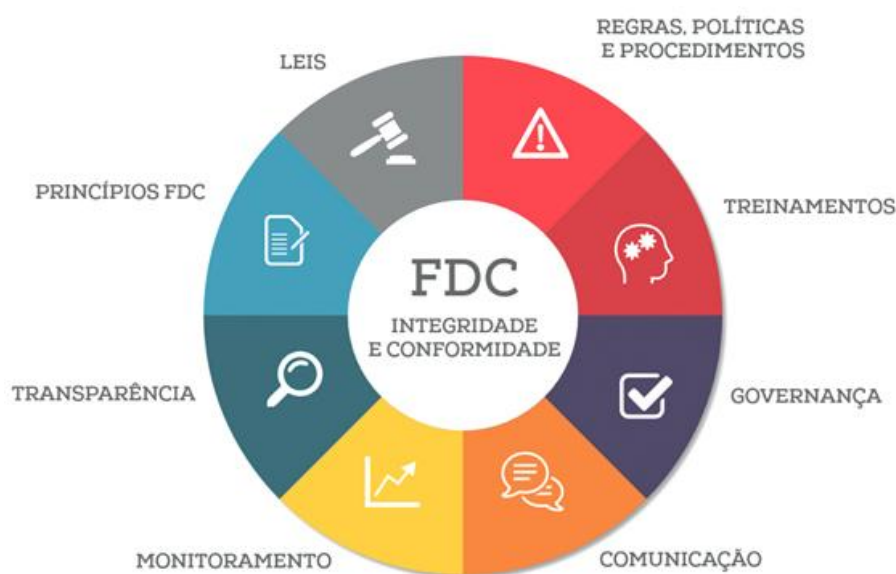 REGRAS, POLÍTICAS
E PROCEDIMENTOS
LEIS
PRINCÍPIOS FDC
TREINAMENTOS
FDC
INTEGRIDADE
E CONFORMIDADE
TRANSPARÊNCIA
GOVERNANÇA
MONITORAMENTO
COMUNICAÇÃO